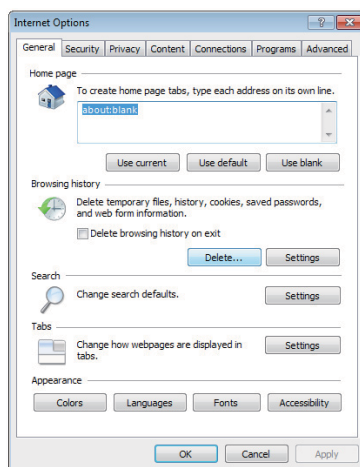 Internet Options
General Security Privacy Content Connections Programs Advanced
Home page
To create home page tabs, type each address on its own line.
about:blank
Use current Use default Use blank
Browsing history
Delete temporary files, history, cookies, saved passwords,
and web form information.
Delete browsing history on exit
Delete... Settings
Search
Change search defaults. Settings
Tabs
Change how webpages are displayed in
tabs.
Settings
Appearance
Colors Languages Fonts Accessibility
OK Cancel Apply